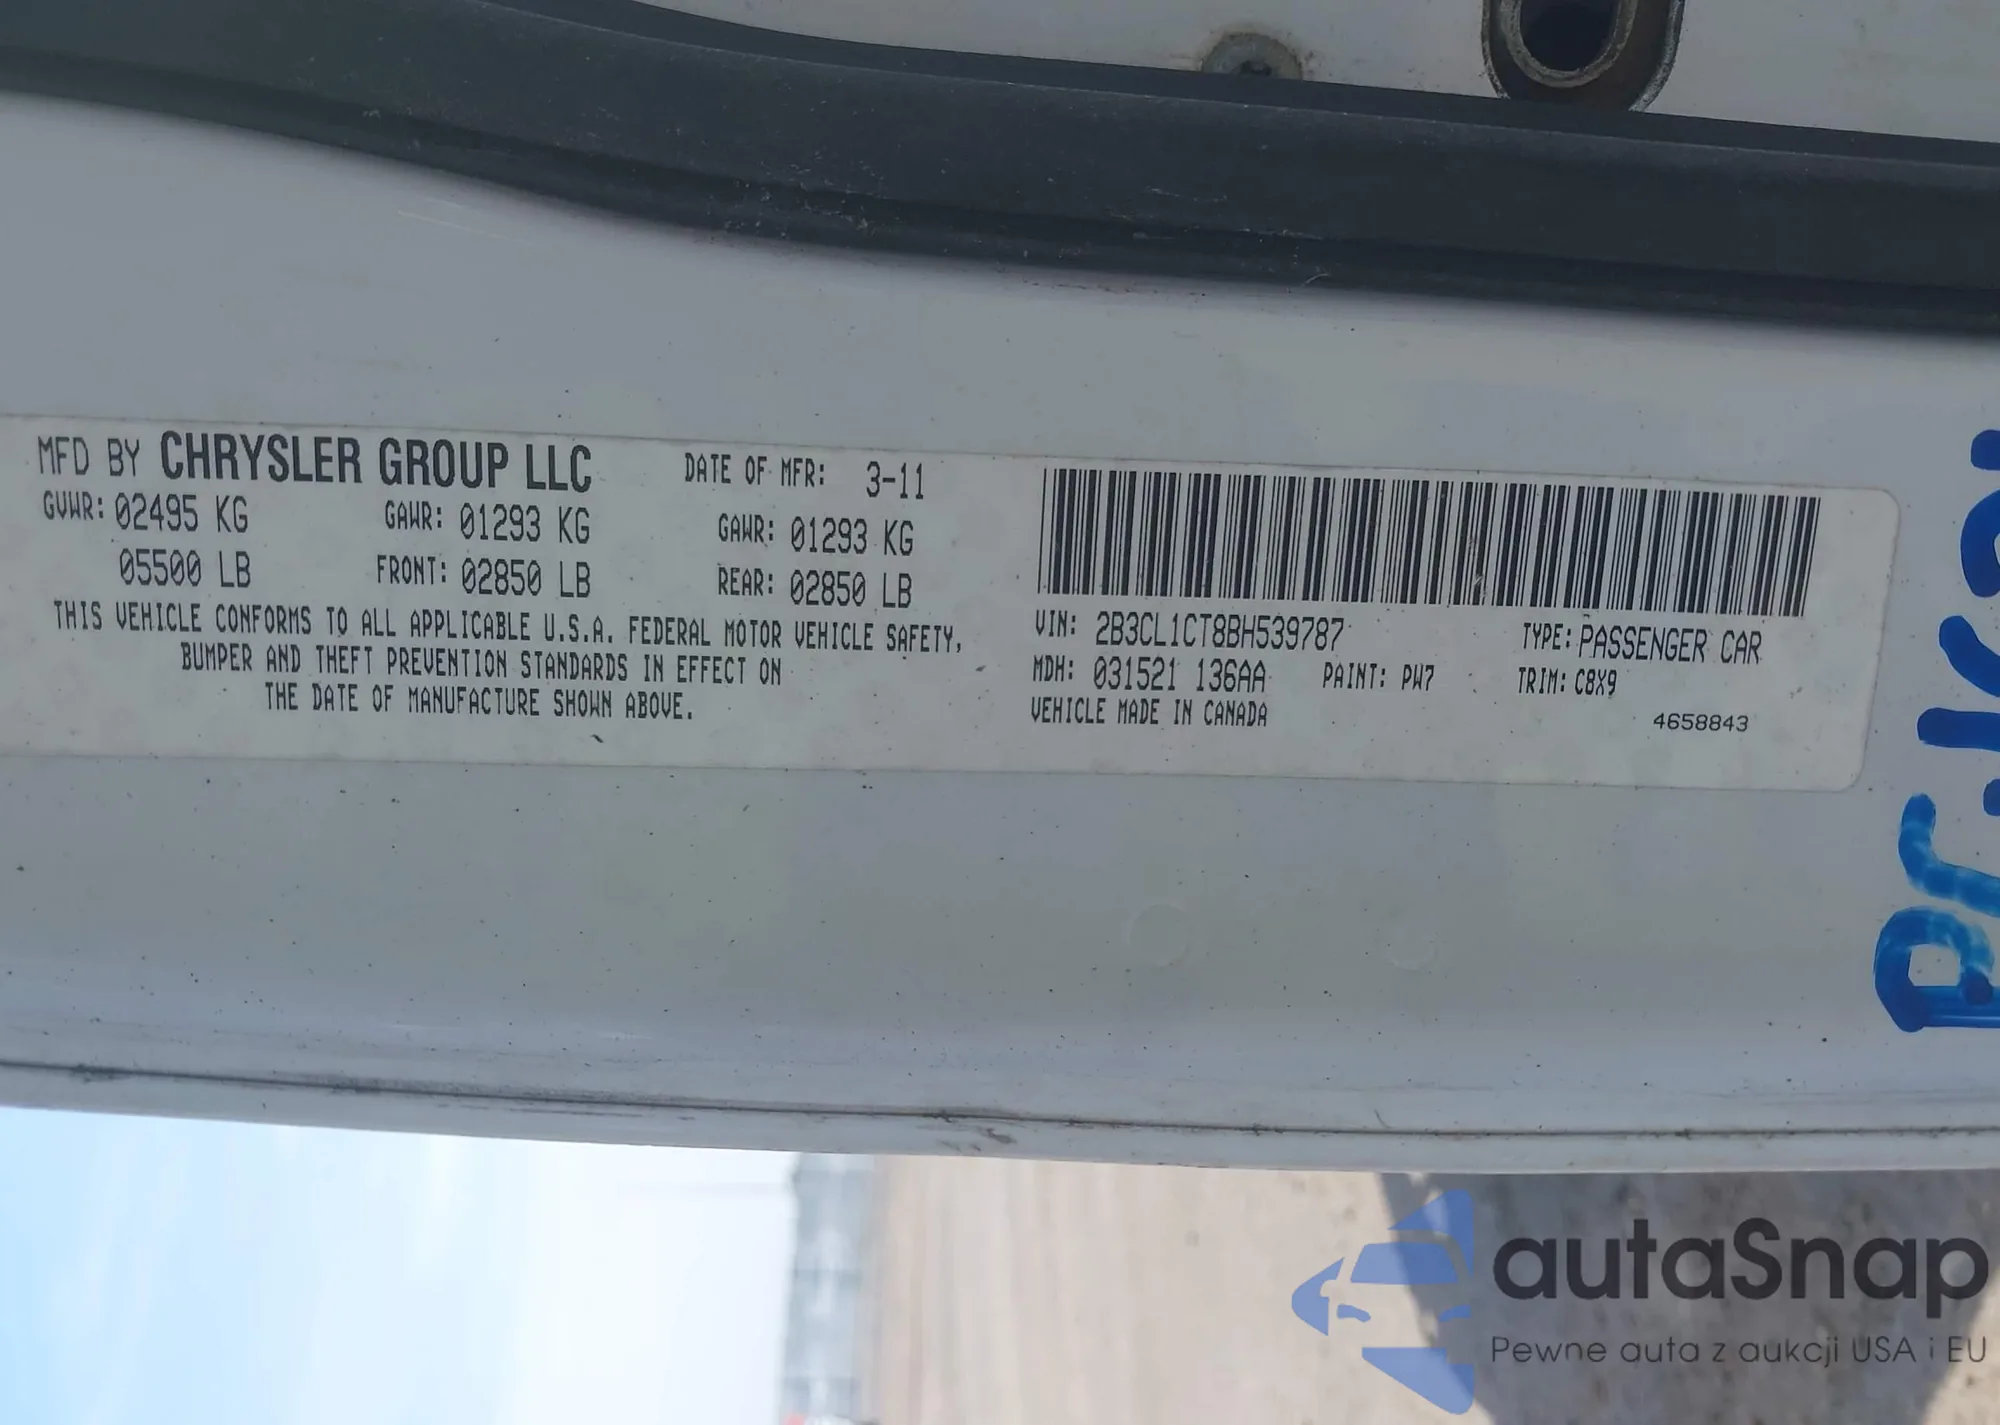 MFD BY CHRYSLER GROUP LLC
DATE OF MFR: 3-11
GVWR: 02495 KG
GAWR: 01293 KG
GAWR: 01293 KG
05500 LB
FRONT: 02850 LB
REAR: 02850 LB
THIS VEHICLE CONFORMS TO ALL APPLICABLE U.S.A. FEDERAL MOTOR VEHICLE SAFETY,
BUMPER AND THEFT PREVENTION STANDARDS IN EFFECT ON
THE DATE OF MANUFACTURE SHOWN ABOVE.
VIN: 2B3CL1CT8BH539787
TYPE: PASSENGER CAR
MDH: 031521 136AA
PAINT: PW7
TRIM: C8X9
VEHICLE MADE IN CANADA
4658843
autaSnap
Pewne auta z aukcji USA i EU